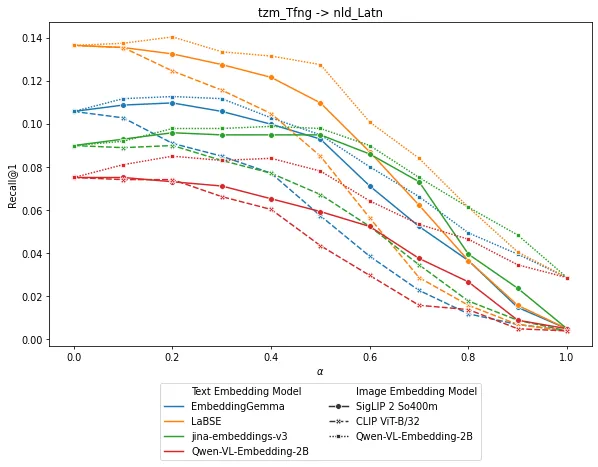 tzm_Tfng -> nld_Latn
Recall@1
0.14
0.12
0.10
0.08
0.06
0.04
0.02
0.00
0.0 0.2 0.4 0.6 0.8 1.0
α
Text Embedding Model
EmbeddingGemma
LaBSE
jina-embeddings-v3
Qwen-VL-Embedding-2B
Image Embedding Model
SigLIP 2 So400m
CLIP ViT-B/32
Qwen-VL-Embedding-2B